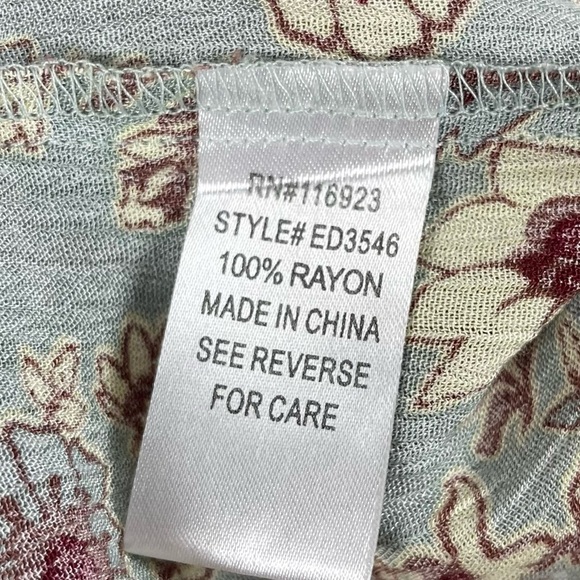 RN#116923
STYLE# ED3546
100% RAYON
MADE IN CHINA
SEE REVERSE
FOR CARE